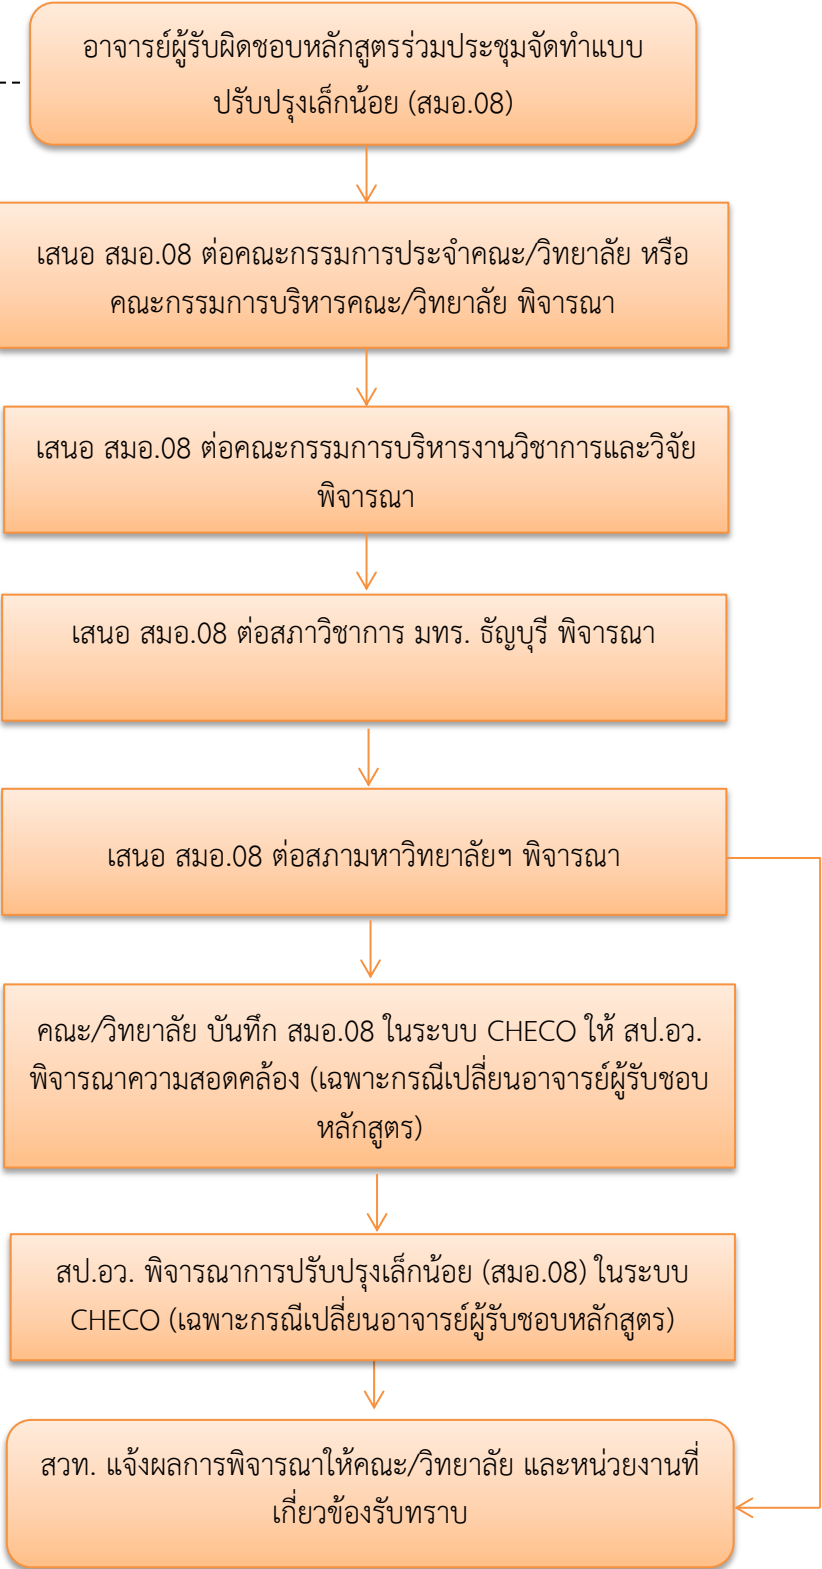 อาจารย์ผู้รับผิดชอบหลักสูตรร่วมประชุมจัดทำแบบ
ปรับปรุงเล็กน้อย (สมอ.08)
เสนอ สมอ.08 ต่อคณะกรรมการประจำคณะ/วิทยาลัย หรือ
คณะกรรมการบริหารคณะ/วิทยาลัย พิจารณา
เสนอ สมอ.08 ต่อคณะกรรมการบริหารงานวิชาการและวิจัย
พิจารณา
เสนอ สมอ.08 ต่อสภาวิชาการ มทร. ธัญบุรี พิจารณา
เสนอ สมอ.08 ต่อสภามหาวิทยาลัยฯ พิจารณา
คณะ/วิทยาลัย บันทึก สมอ.08 ในระบบ CHECO ให้ สป.อว.
พิจารณาความสอดคล้อง (เฉพาะกรณีเปลี่ยนอาจารย์ผู้รับชอบ
หลักสูตร)
สป.อว. พิจารณาการปรับปรุงเล็กน้อย (สมอ.08) ในระบบ
CHECO (เฉพาะกรณีเปลี่ยนอาจารย์ผู้รับชอบหลักสูตร)
สวท. แจ้งผลการพิจารณาให้คณะ/วิทยาลัย และหน่วยงานที่
เกี่ยวข้องรับทราบ